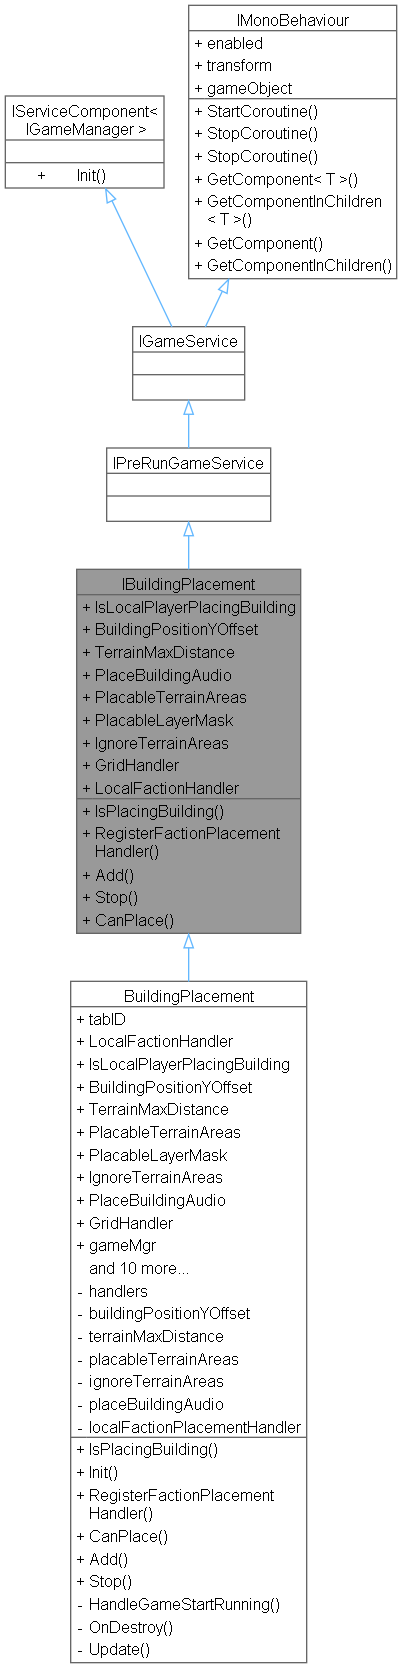 IMonoBehaviour
+ enabled
+ transform
+ gameObject
+ StartCoroutine()
+ StopCoroutine()
+ StopCoroutine()
+ GetComponent< T >()
+ GetComponentInChildren
< T >()
+ GetComponent()
+ GetComponentInChildren()
IServiceComponent<
IGameManager >
+ Init()
IGameService
IPreRunGameService
IBuildingPlacement
+ IsLocalPlayerPlacingBuilding
+ BuildingPositionYOffset
+ TerrainMaxDistance
+ PlaceBuildingAudio
+ PlacableTerrainAreas
+ PlacableLayerMask
+ IgnoreTerrainAreas
+ GridHandler
+ LocalFactionHandler
+ IsPlacingBuilding()
+ RegisterFactionPlacement
Handler()
+ Add()
+ Stop()
+ CanPlace()
BuildingPlacement
+ tabID
+ LocalFactionHandler
+ IsLocalPlayerPlacingBuilding
+ BuildingPositionYOffset
+ TerrainMaxDistance
+ PlacableTerrainAreas
+ PlacableLayerMask
+ IgnoreTerrainAreas
+ PlaceBuildingAudio
+ GridHandler
+ gameMgr
and 10 more...
- handlers
- buildingPositionYOffset
- terrainMaxDistance
- placableTerrainAreas
- ignoreTerrainAreas
- placeBuildingAudio
- localFactionPlacementHandler
+ IsPlacingBuilding()
+ Init()
+ RegisterFactionPlacement
Handler()
+ CanPlace()
+ Add()
+ Stop()
- HandleGameStartRunning()
- OnDestroy()
- Update()